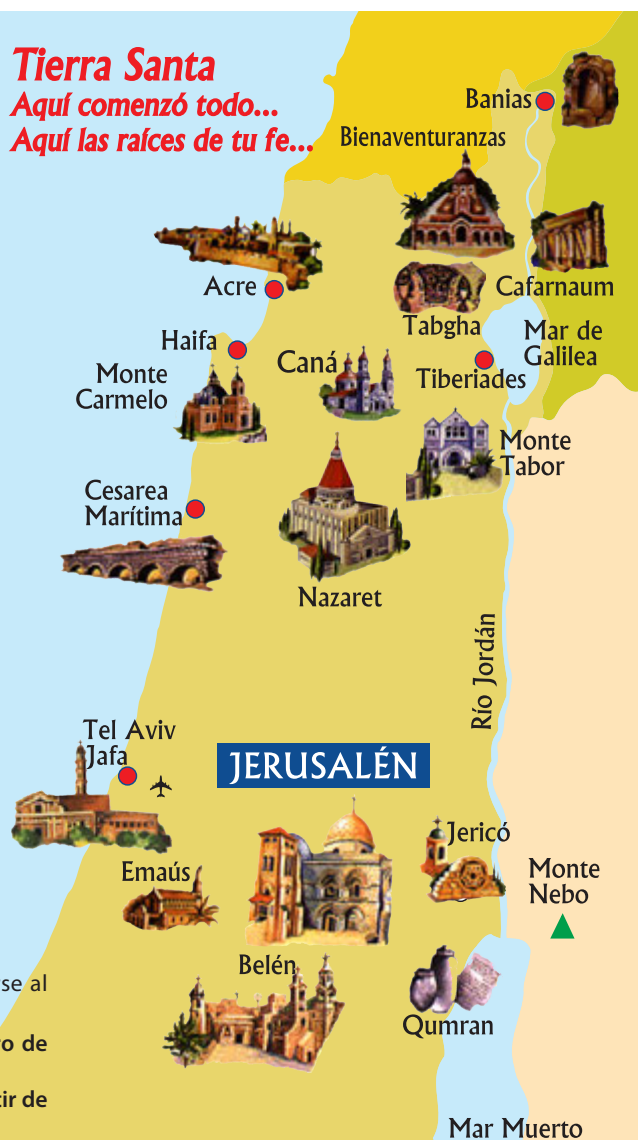 Tierra Santa
Aquí comenzó todo...
Aquí las raíces de tu fe...
Banias
Bienaventuranzas
Acre
Cafarnaum
Tabgha
Mar de
Galilea
Haifa
Caná
Tiberiades
Monte
Carmelo
Monte
Tabor
Cesarea
Marítima
Nazaret
Río Jordán
Tel Aviv
Jafa
JERUSALÉN
Jericó
Emaús
Monte
Nebo
Belén
rse al
Qumran
ro de
tir de
Mar Muerto